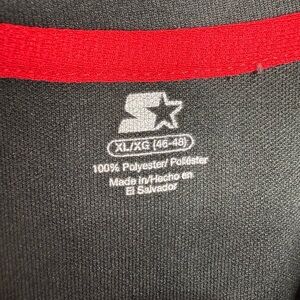 XL/XG (46-48)
100% Polyester/ Poliéster
Made in/Hecho en
El Salvador